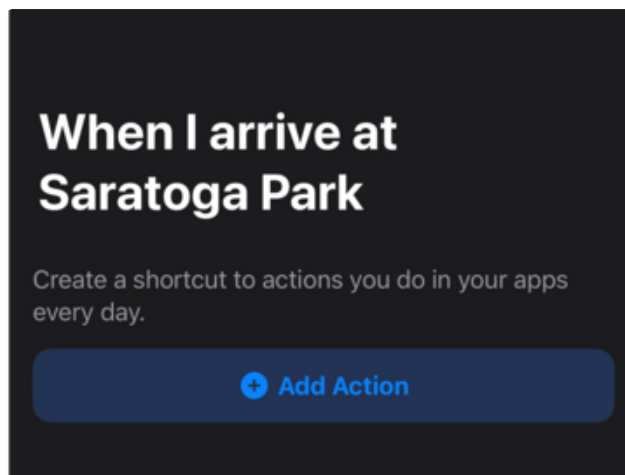 When I arrive at
Saratoga Park
Create a shortcut to actions you do in your apps
every day.
Add Action